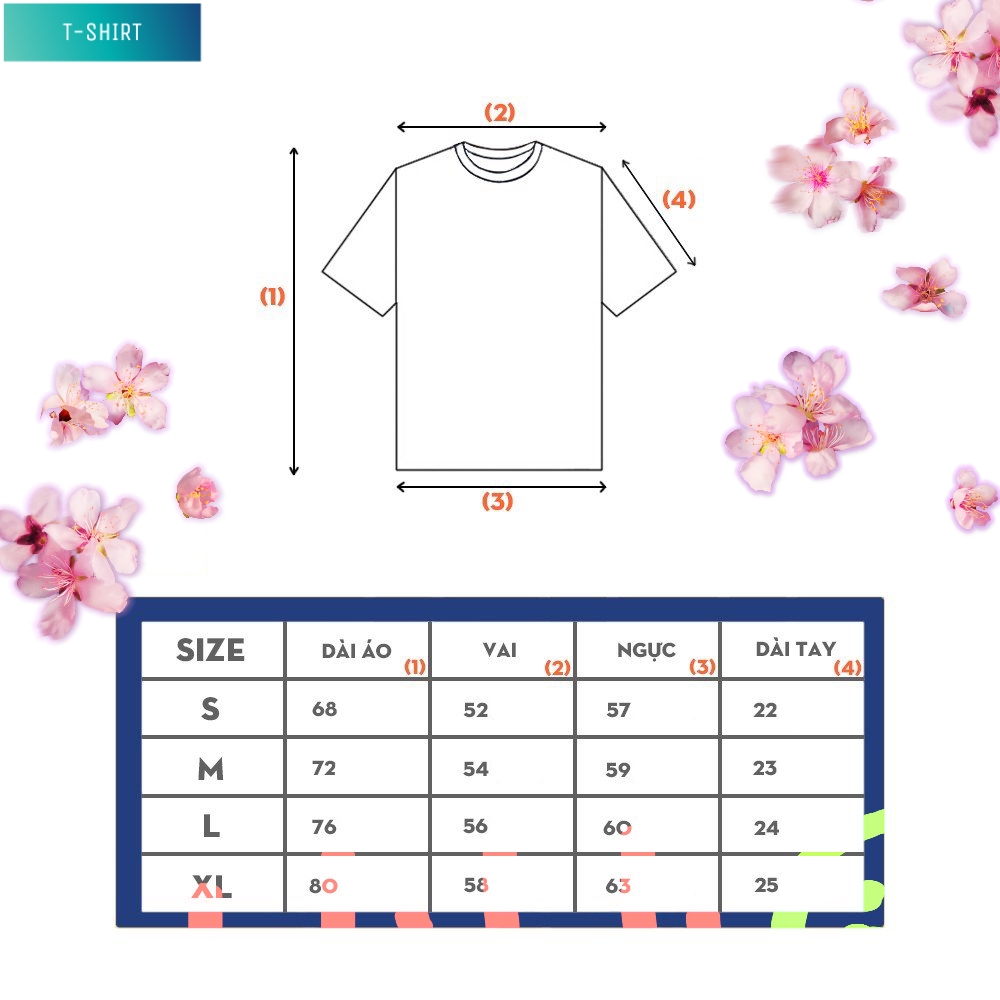 T-SHIRT
(2)
(4)
(1)
(3)
SIZE DÀI ÁO (1) VAI (2) NGỰC (3) DÀI TAY (4)
S 68 52 57 22
M 72 54 59 23
L 76 56 60 24
XL 80 58 63 25